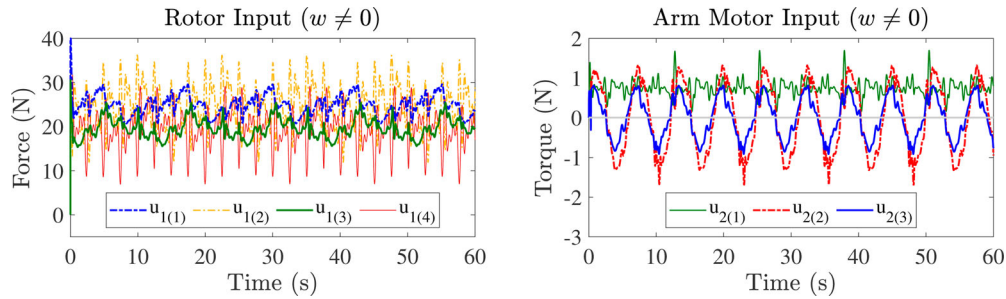 Rotor Input (w ≠ 0)
Force (N)
40
30
20
10
0
u1(1) u1(2) u1(3) u1(4)
0 10 20 30 40 50 60
Time (s)
Arm Motor Input (w ≠ 0)
Torque (N)
2
1
0
-1
-2
-3
u2(1) u2(2) u2(3)
0 10 20 30 40 50 60
Time (s)